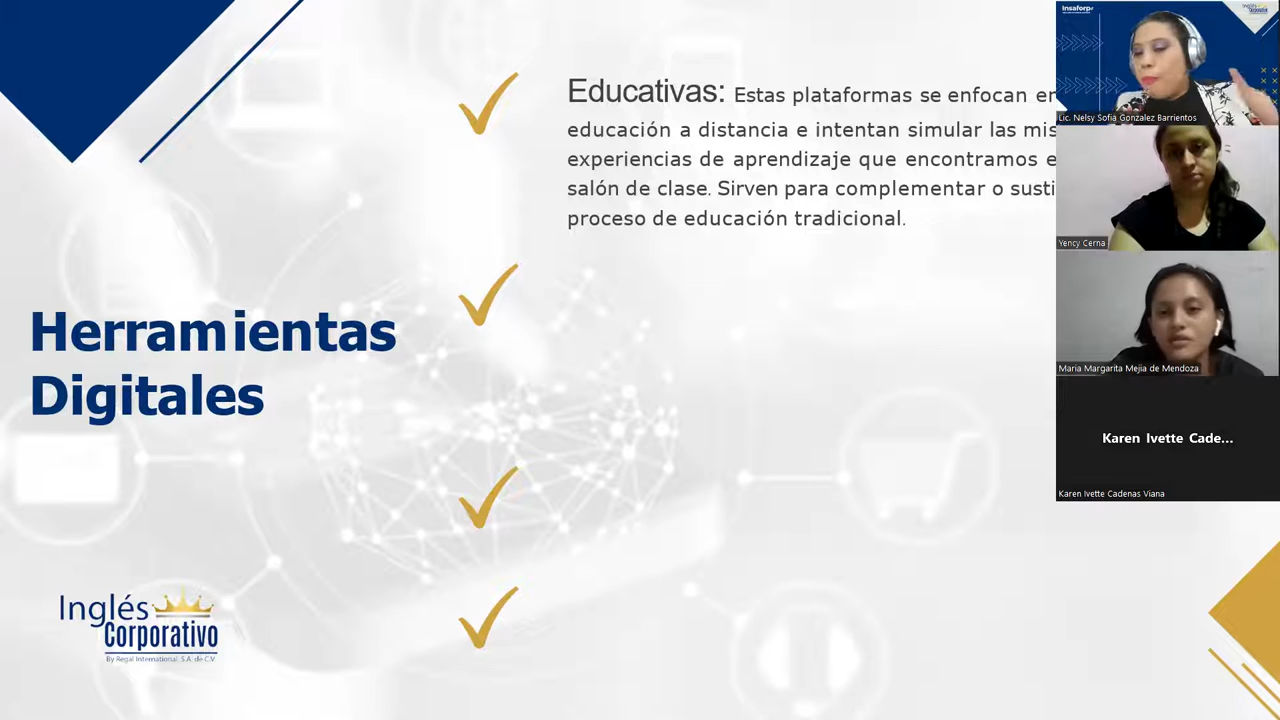 Educativas: Estas plataformas se enfocan en
educación a distancia e intentan simular las mis
experiencias de aprendizaje que encontramos e
salón de clase. Sirven para complementar o susti
proceso de educación tradicional.
Herramientas
Digitales
Inglés
Corporativo
By Regal International, S.A. de C.V.
Insaforp
Lic. Nelsy Sofia Gonzalez Barrientos
Yency Cerna
Maria Margarita Mejia de Mendoza
Karen Ivette Cade...
Karen Ivette Cadenas Viana